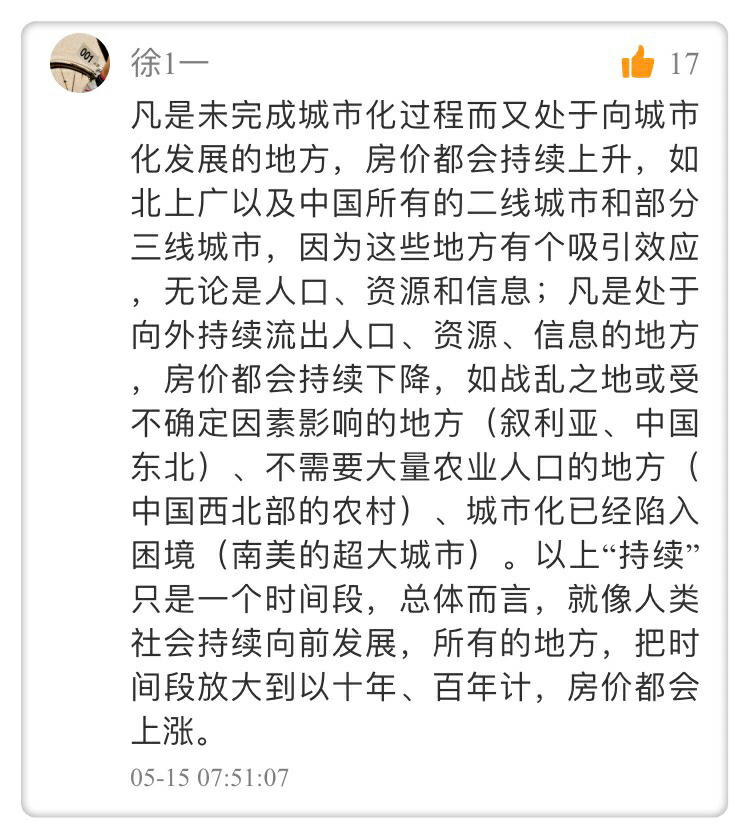 001
徐1一
17
凡是未完成城市化过程而又处于向城市
化发展的地方，房价都会持续上升，如
北上广以及中国所有的二线城市和部分
三线城市，因为这些地方有个吸引效应
，无论是人口、资源和信息；凡是处于
向外持续流出人口、资源、信息的地方
，房价都会持续下降，如战乱之地或受
不确定因素影响的地方（叙利亚、中国
东北）、不需要大量农业人口的地方（
中国西北部的农村）、城市化已经陷入
困境（南美的超大城市）。以上“持续”
只是一个时间段，总体而言，就像人类
社会持续向前发展，所有的地方，把时
间段放大到以十年、百年计，房价都会
上涨。
05-15 07:51:07